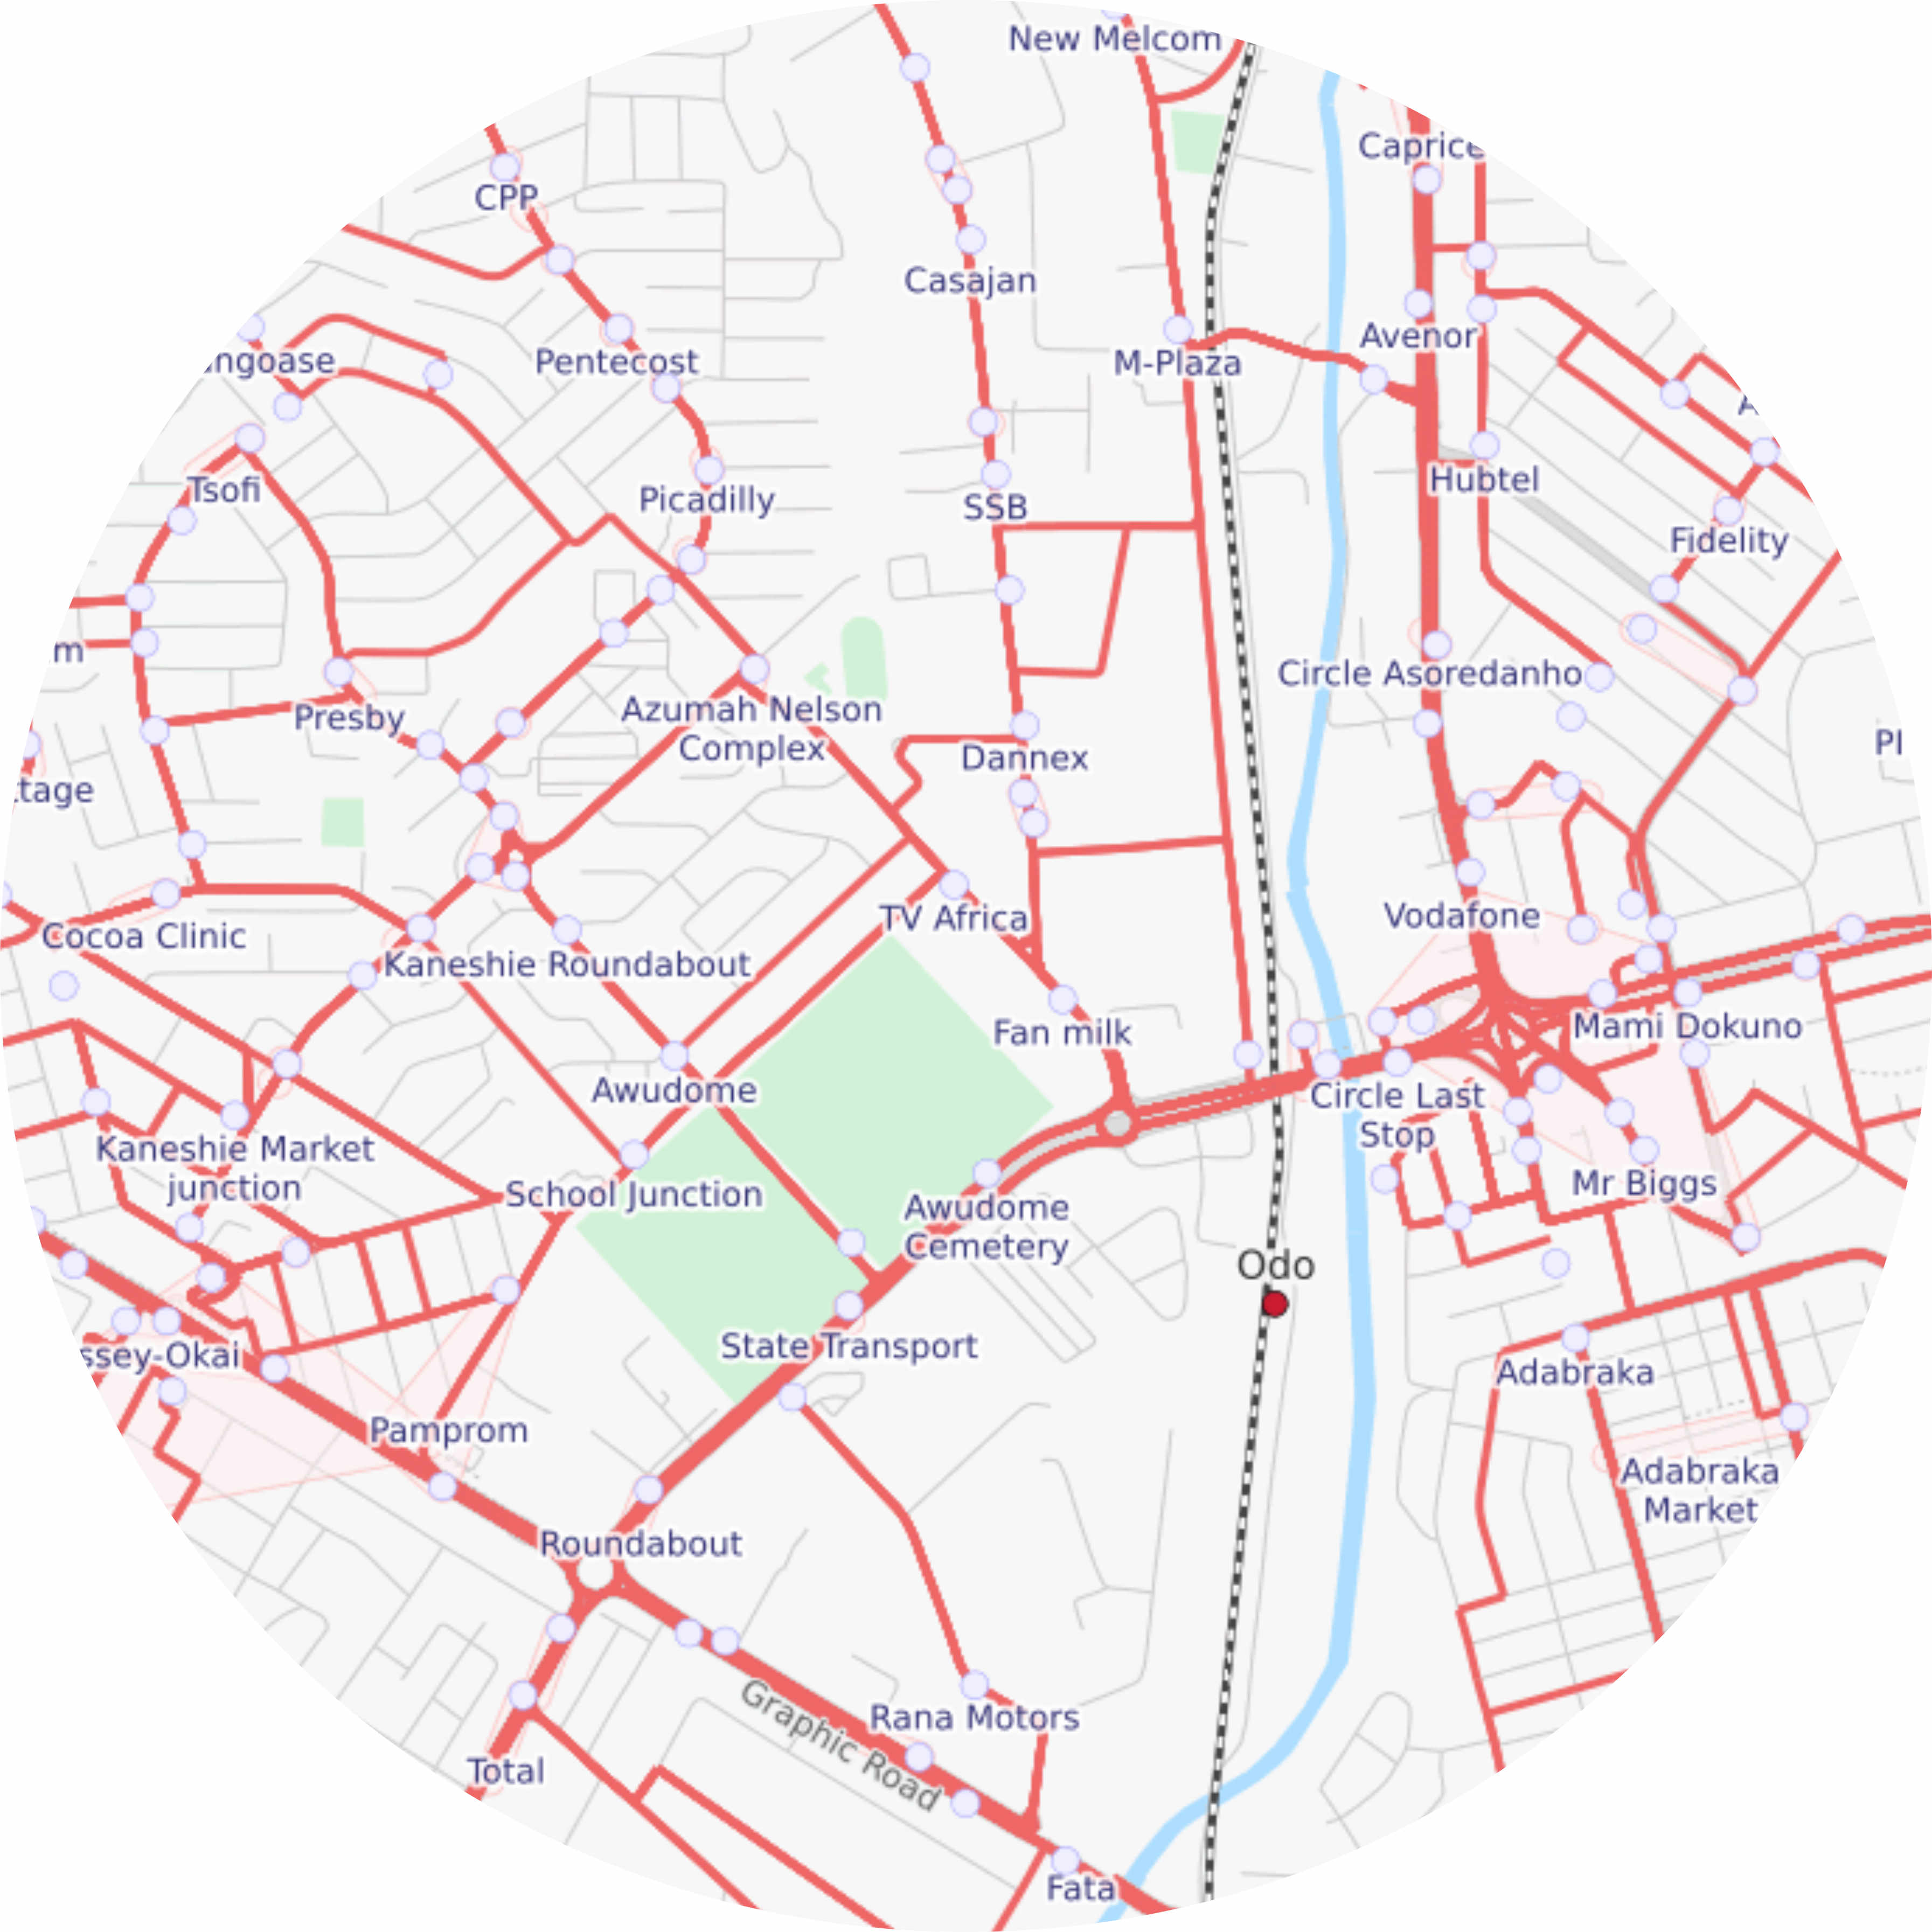 New Melcom
Caprice
CPP
Casajan
Avenor
ngoase
Pentecost
M-Plaza
A
Tsofi
Picadilly
SSB
Hubtel
Fidelity
m
Circle Asoredanho
Presby
Azumah Nelson
Complex
Dannex
Pl
tage
Cocoa Clinic
TV Africa
Vodafone
Kaneshie Roundabout
Fan milk
Mami Dokuno
Awudome
Circle Last
Stop
Kaneshie Market
junction
School Junction
Mr Biggs
Awudome
Cemetery
Odo
ssey-Okai
State Transport
Adabraka
Pamprom
Adabraka
Market
Roundabout
Graphic Road
Rana Motors
Total
Fata